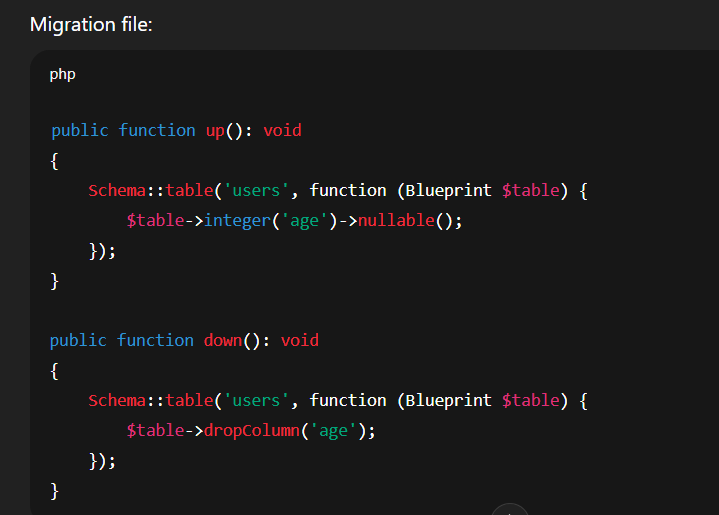 Migration file:
php
public function up(): void
{
    Schema::table('users', function (Blueprint $table) {
        $table->integer('age')->nullable();
    });
}
public function down(): void
{
    Schema::table('users', function (Blueprint $table) {
        $table->dropColumn('age');
    });
}